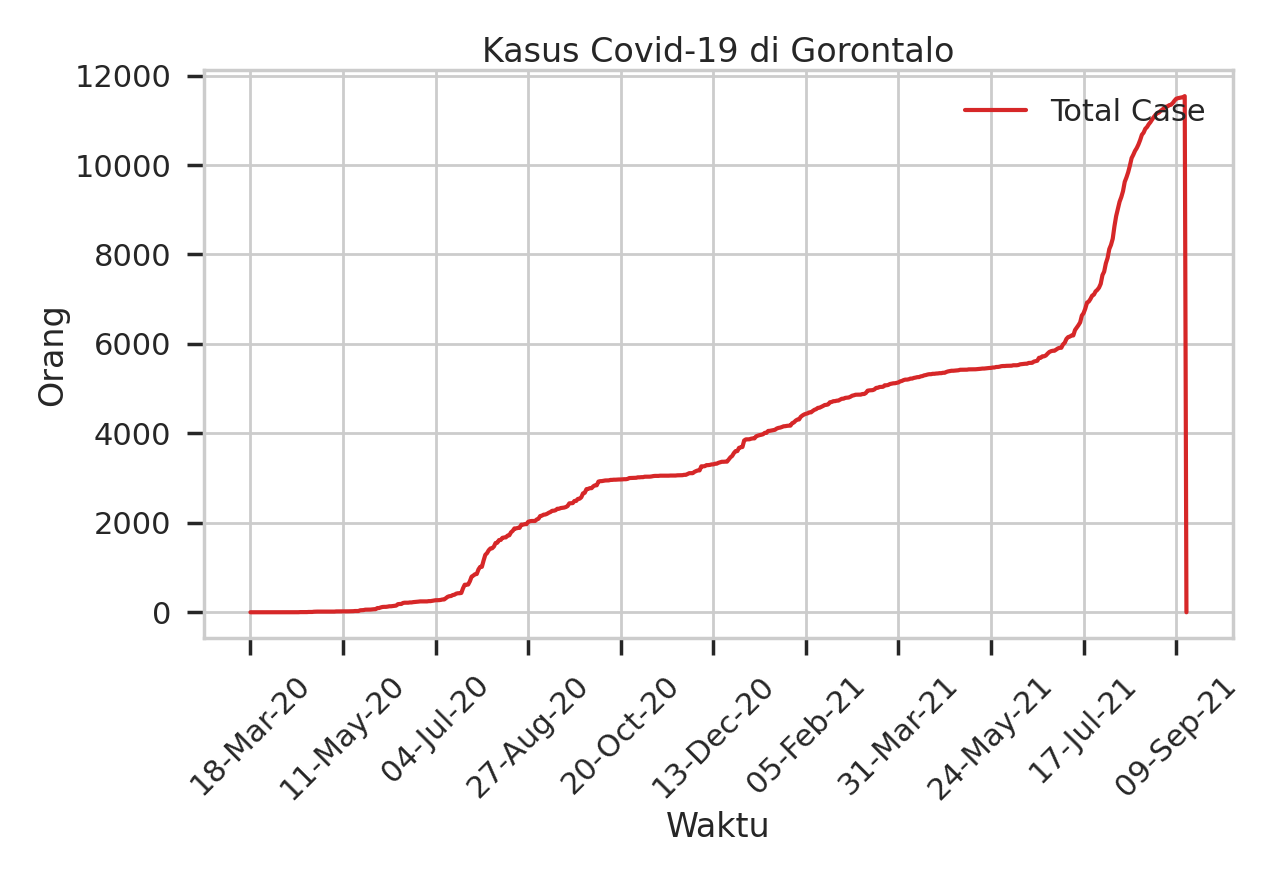 Kasus Covid-19 di Gorontalo
12000
10000
8000
6000
4000
2000
0
Orang
Total Case
18-Mar-20
11-May-20
04-Jul-20
27-Aug-20
20-Oct-20
13-Dec-20
05-Feb-21
31-Mar-21
24-May-21
17-Jul-21
09-Sep-21
Waktu